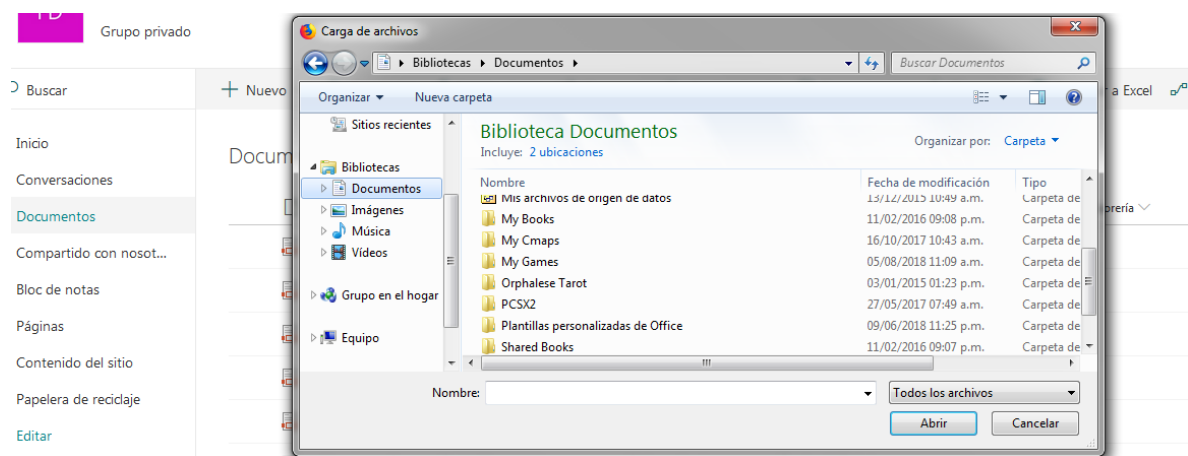 TD
Grupo privado
Buscar
Nuevo
a Excel
Inicio
Conversaciones
Documentos
Compartido con nosot...
Bloc de notas
Páginas
Contenido del sitio
Papelera de reciclaje
Editar
Docum
brería
Carga de archivos
Bibliotecas Documentos
Buscar Documentos
Organizar Nueva carpeta
Sitios recientes
Bibliotecas
Documentos
Imágenes
Música
Vídeos
Grupo en el hogar
Equipo
Biblioteca Documentos
Incluye: 2 ubicaciones
Organizar por: Carpeta
Nombre Fecha de modificación Tipo
Mis archivos de origen de datos 13/12/2015 10:49 a.m. Carpeta de
My Books 11/02/2016 09:08 p.m. Carpeta de
My Cmaps 16/10/2017 10:43 a.m. Carpeta de
My Games 05/08/2018 11:09 a.m. Carpeta de
Orphalese Tarot 03/01/2015 01:23 p.m. Carpeta de
PCSX2 27/05/2017 07:49 a.m. Carpeta de
Plantillas personalizadas de Office 09/06/2018 11:25 p.m. Carpeta de
Shared Books 11/02/2016 09:07 p.m. Carpeta de
Nombre:
Todos los archivos
Abrir Cancelar